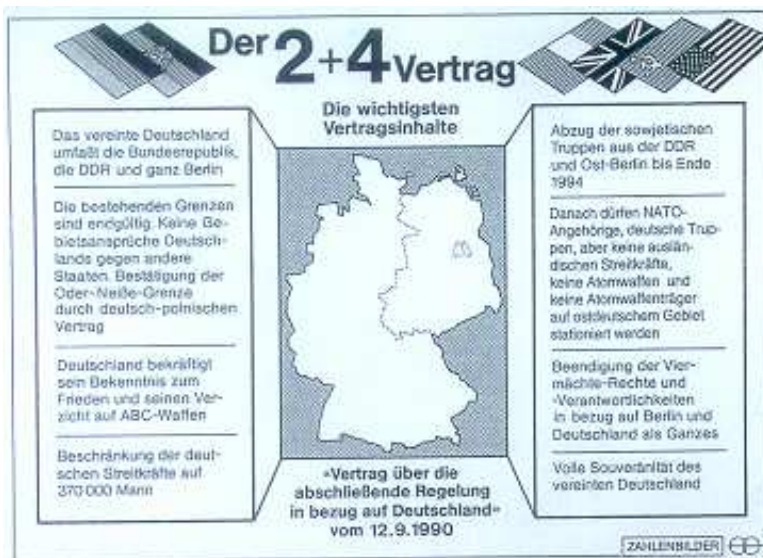 Der 2+4 Vertrag
Die wichtigsten
Vertragsinhalte
Das vereinte Deutschland
umfaßt die Bundesrepublik,
die DDR und ganz Berlin
Die bestehenden Grenzen
sind endgültig. Keine Ge-
bietsansprüche Deutsch-
lands gegen andere
Staaten. Bestätigung der
Oder-Neiße-Grenze
durch deutsch-polnischen
Vertrag
Deutschland bekräftigt
sein Bekenntnis zum
Frieden und seinen Ver-
zicht auf ABC-Waffen
Beschränkung der deut-
schen Streitkräfte auf
370 000 Mann
Abzug der sowjetischen
Truppen aus der DDR
und Ost-Berlin bis Ende
1994
Danach dürfen NATO-
Angehörige, deutsche Trup-
pen, aber keine auslän-
dischen Streitkräfte,
keine Atomwaffen und
keine Atomwaffenträger
auf ostdeutschem Gebiet
stationiert werden
Beendigung der Vier-
mächte-Rechte und
-Verantwortlichkeiten
in bezug auf Berlin und
Deutschland als Ganzes
Volle Souveränität des
vereinten Deutschland
»Vertrag über die
abschließende Regelung
in bezug auf Deutschland«
vom 12.9.1990
ZAHLENBILDER